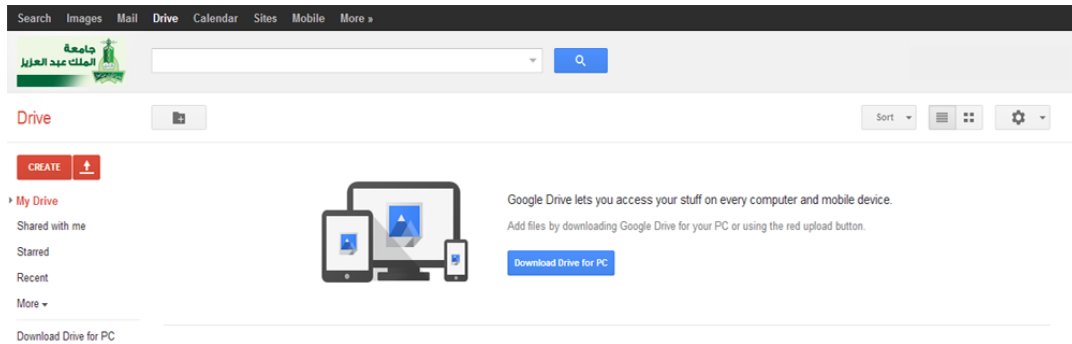 Search Images Mail Drive Calendar Sites Mobile More »
جامعة
الملك عبد العزيز
Drive
Sort
CREATE
My Drive
Shared with me
Starred
Recent
More
Download Drive for PC
Google Drive lets you access your stuff on every computer and mobile device.
Add files by downloading Google Drive for your PC or using the red upload button.
Download Drive for PC